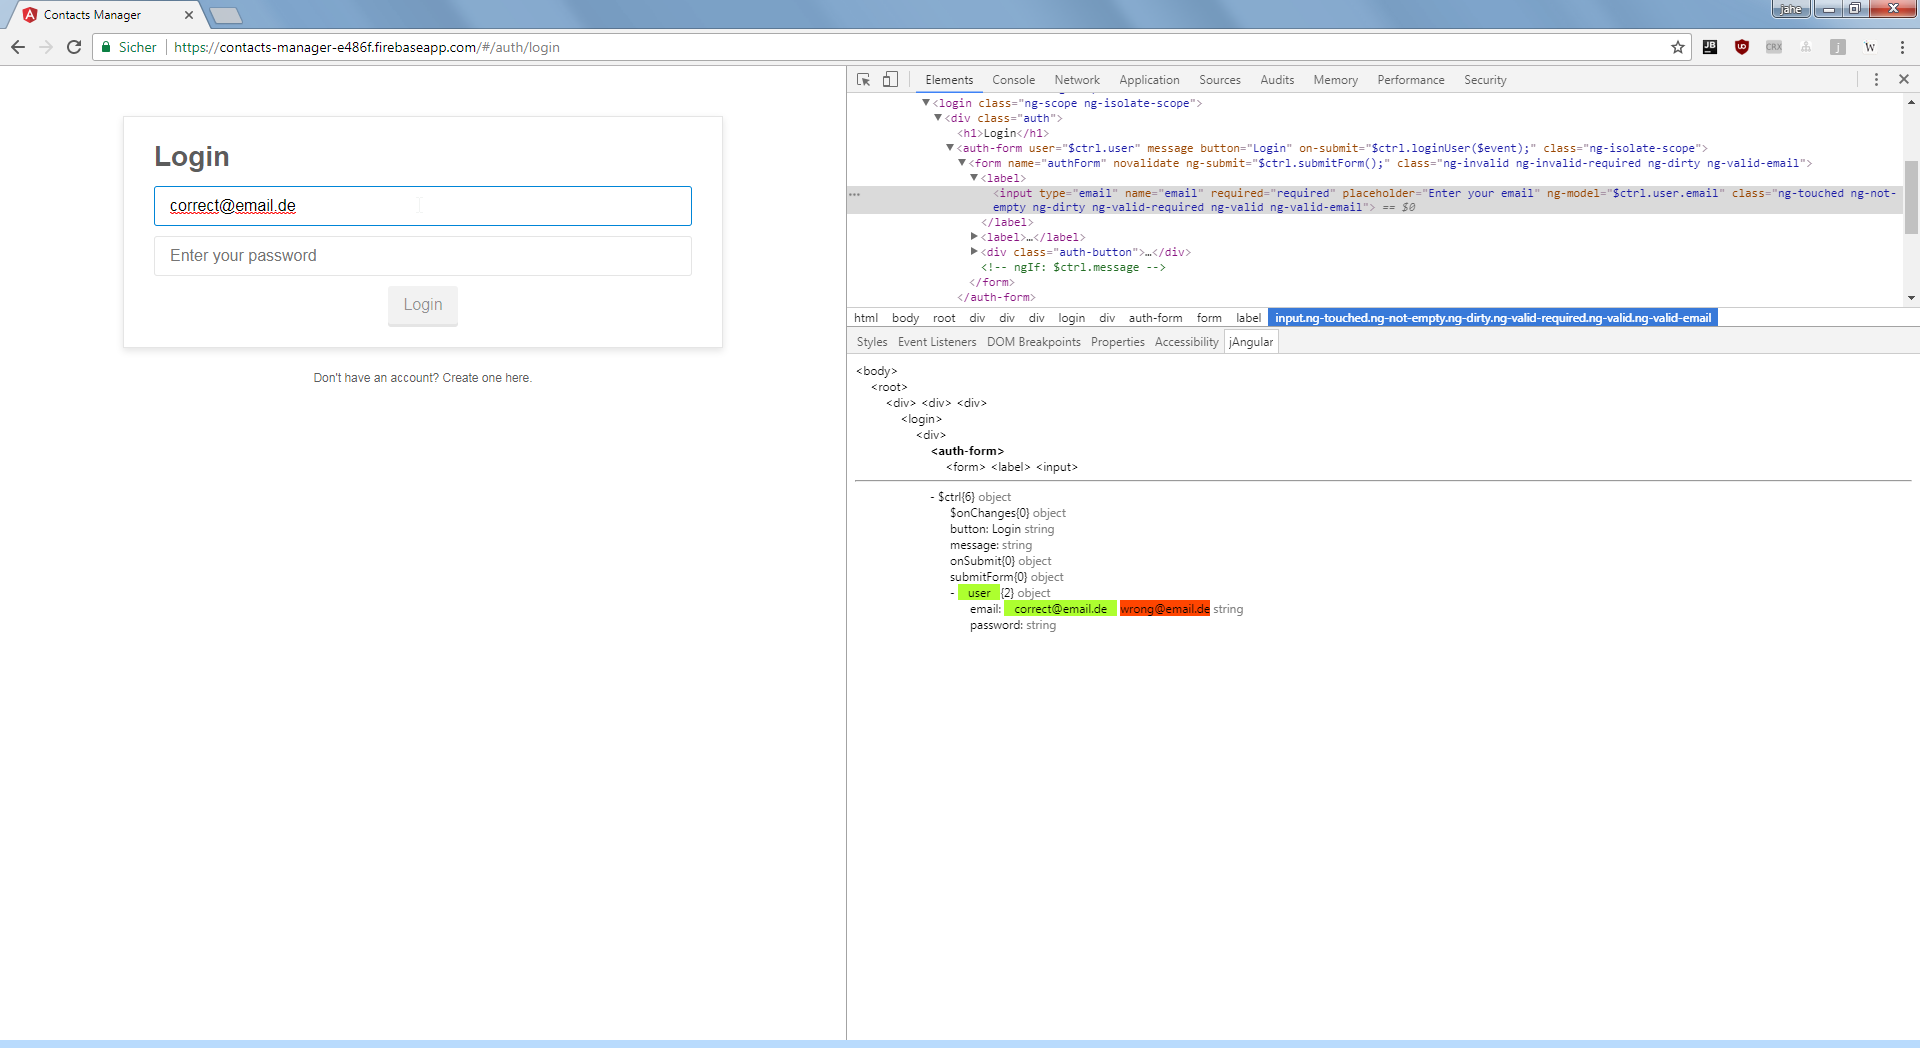 Contacts Manager
jahe
Sicher https://contacts-manager-e486f.firebaseapp.com/#/auth/login
JB UD CRX j W
Login
correct@email.de
Enter your password
Login
Don't have an account? Create one here.
Elements Console Network Application Sources Audits Memory Performance Security
<login class="ng-scope ng-isolate-scope">
<div class="auth">
<h1>Login</h1>
<auth-form user="$ctrl.user" message button="Login" on-submit="$ctrl.loginUser($event);" class="ng-isolate-scope">
<form name="authForm" novalidate ng-submit="$ctrl.submitForm();" class="ng-invalid ng-invalid-required ng-dirty ng-valid-email">
<label>
<input type="email" name="email" required="required" placeholder="Enter your email" ng-model="$ctrl.user.email" class="ng-touched ng-not-
empty ng-dirty ng-valid-required ng-valid ng-valid-email"> == $0
</label>
<label>…</label>
<div class="auth-button">…</div>
<!-- ngIf: $ctrl.message -->
</form>
</auth-form>
html body root div div div login div auth-form form label input.ng-touched.ng-not-empty.ng-dirty.ng-valid-required.ng-valid.ng-valid-email
Styles Event Listeners DOM Breakpoints Properties Accessibility jAngular
<body>
<root>
<div> <div> <div>
<login>
<div>
<auth-form>
<form> <label> <input>
- $ctrl{6} object
$onChanges{0} object
button: Login string
message: string
onSubmit{0} object
submitForm{0} object
- user {2} object
email: correct@email.de wrong@email.de string
password: string